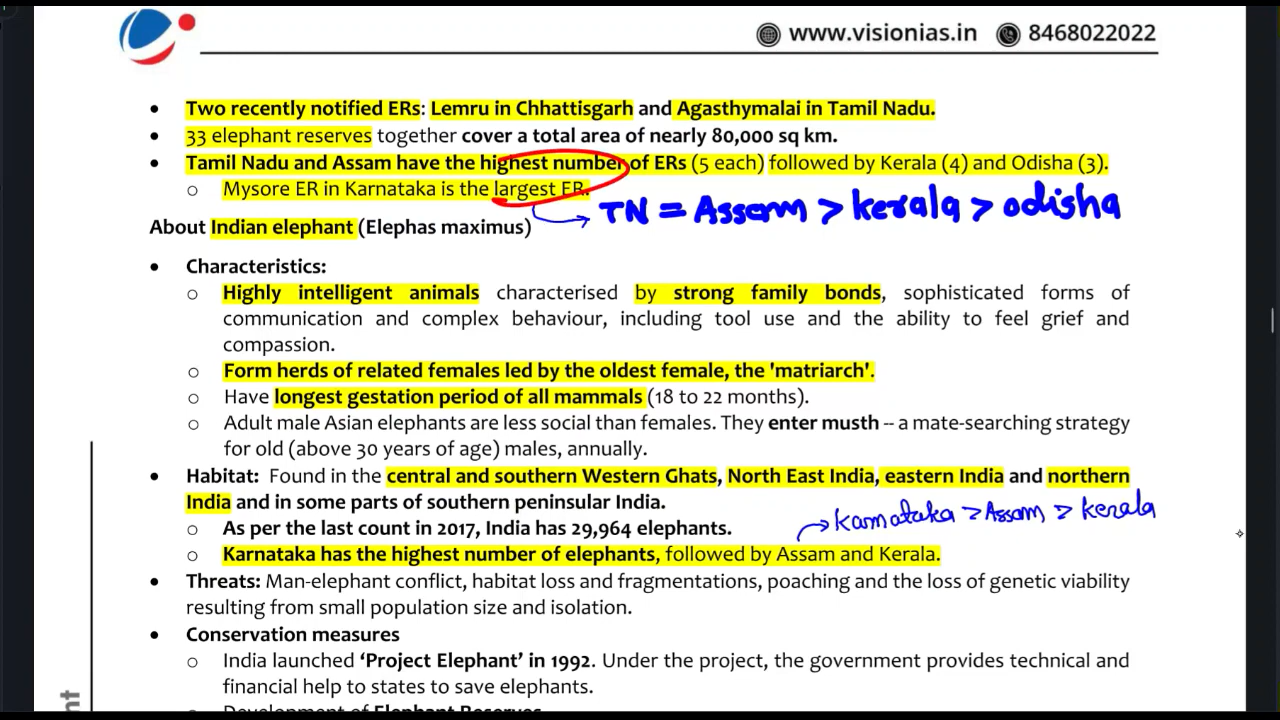 www.visionias.in 8468022022
• Two recently notified ERs: Lemru in Chhattisgarh and Agasthymalai in Tamil Nadu.
• 33 elephant reserves together cover a total area of nearly 80,000 sq km.
• Tamil Nadu and Assam have the highest number of ERs (5 each) followed by Kerala (4) and Odisha (3).
o Mysore ER in Karnataka is the largest ER.
TN = Assam > kerala > odisha
About Indian elephant (Elephas maximus)
• Characteristics:
o Highly intelligent animals characterised by strong family bonds, sophisticated forms of
communication and complex behaviour, including tool use and the ability to feel grief and
compassion.
o Form herds of related females led by the oldest female, the 'matriarch'.
o Have longest gestation period of all mammals (18 to 22 months).
o Adult male Asian elephants are less social than females. They enter musth -- a mate-searching strategy
for old (above 30 years of age) males, annually.
• Habitat: Found in the central and southern Western Ghats, North East India, eastern India and northern
India and in some parts of southern peninsular India.
karnataka > Assam > kerala
o As per the last count in 2017, India has 29,964 elephants.
o Karnataka has the highest number of elephants, followed by Assam and Kerala.
• Threats: Man-elephant conflict, habitat loss and fragmentations, poaching and the loss of genetic viability
resulting from small population size and isolation.
• Conservation measures
o India launched ‘Project Elephant’ in 1992. Under the project, the government provides technical and
financial help to states to save elephants.
o Development of Elephant Reserves
nt